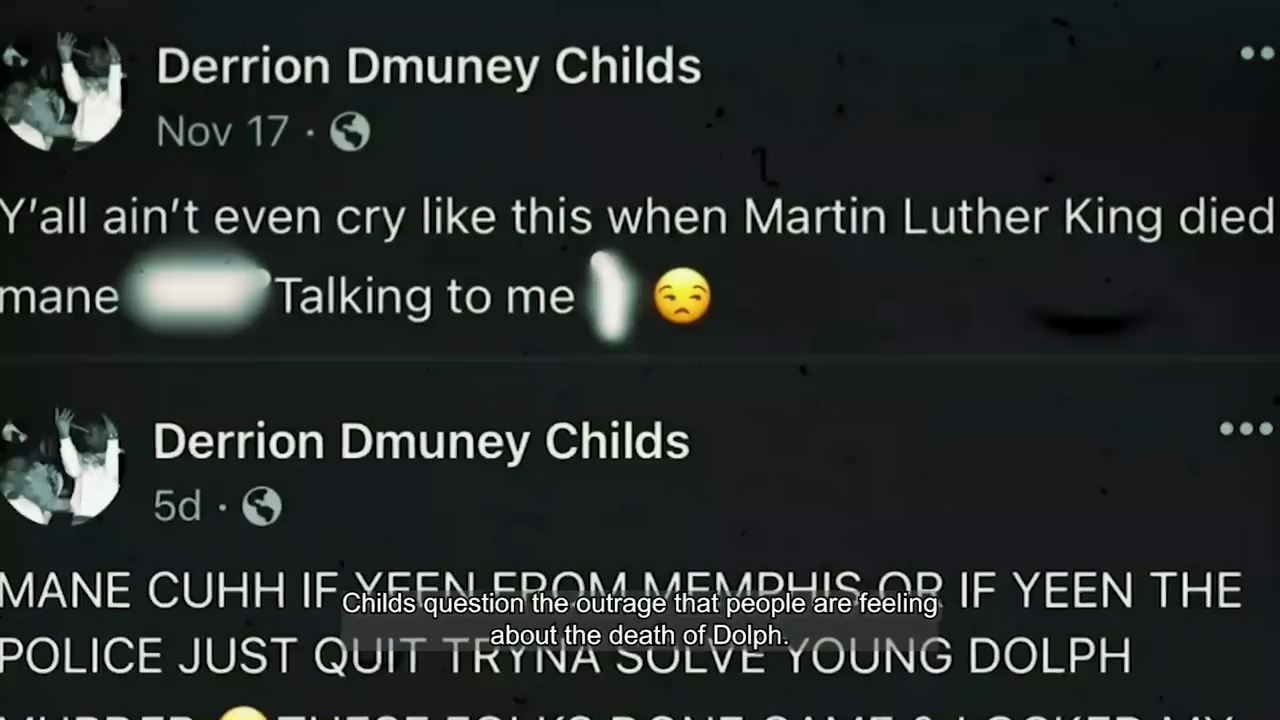 Derrion Dmuney Childs
Nov 17 ·
Y'all ain't even cry like this when Martin Luther King died
mane Talking to me
Derrion Dmuney Childs
5d ·
MANE CUHH IF YEEN FROM MEMPHIS OR IF YEEN THE
POLICE JUST QUIT TRYNA SOLVE YOUNG DOLPH
Childs question the outrage that people are feeling
about the death of Dolph.